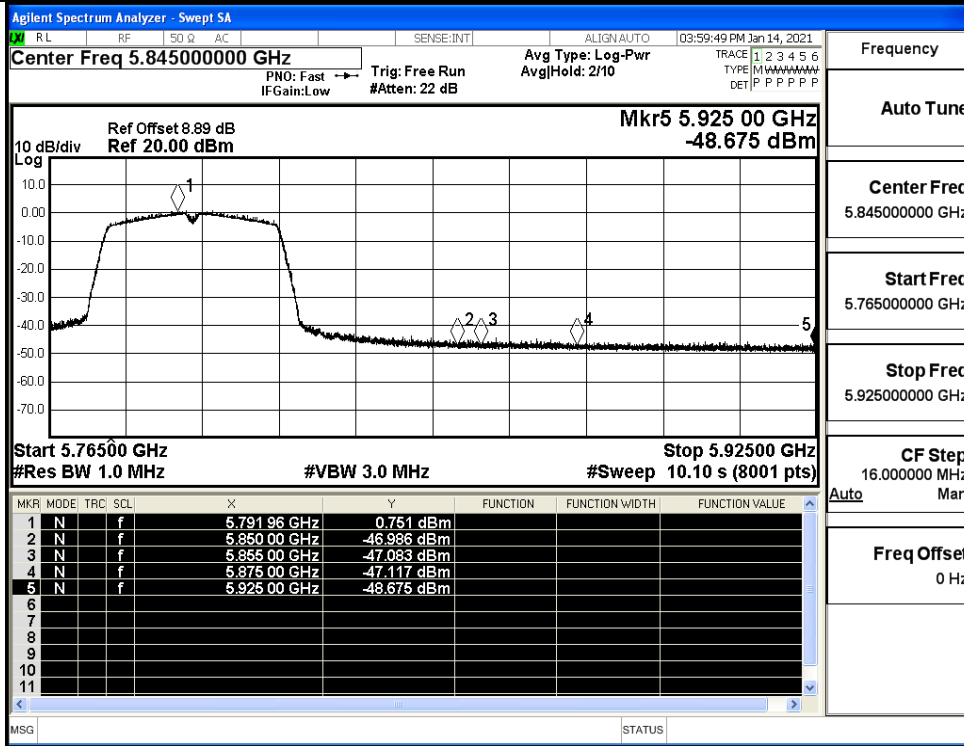 Agilent Spectrum Analyzer - Swept SA
LXI RL RF 50 Ω AC SENSE:INT ALIGNAUTO 03:59:49 PM Jan 14, 2021
Center Freq 5.845000000 GHz
PNO: Fast
IFGain:Low
Trig: Free Run
#Atten: 22 dB
Avg Type: Log-Pwr
Avg|Hold: 2/10
TRACE 1 2 3 4 5 6
TYPE M WWWWW
DET P P P P P P
Mkr5 5.925 00 GHz
-48.675 dBm
Ref Offset 8.89 dB
10 dB/div Ref 20.00 dBm
Log
10.0
0.00
-10.0
-20.0
-30.0
-40.0
-50.0
-60.0
-70.0
1
2
3
4
5
Start 5.76500 GHz Stop 5.92500 GHz
#Res BW 1.0 MHz #VBW 3.0 MHz #Sweep 10.10 s (8001 pts)
MKR MODE TRC SCL X Y FUNCTION FUNCTION WIDTH FUNCTION VALUE
1 N f 5.791 96 GHz 0.751 dBm
2 N f 5.850 00 GHz -46.986 dBm
3 N f 5.855 00 GHz -47.083 dBm
4 N f 5.875 00 GHz -47.117 dBm
5 N f 5.925 00 GHz -48.675 dBm
6
7
8
9
10
11
MSG STATUS
Frequency
Auto Tune
Center Freq
5.845000000 GHz
Start Freq
5.765000000 GHz
Stop Freq
5.925000000 GHz
CF Step
16.000000 MHz
Auto Man
Freq Offset
0 Hz